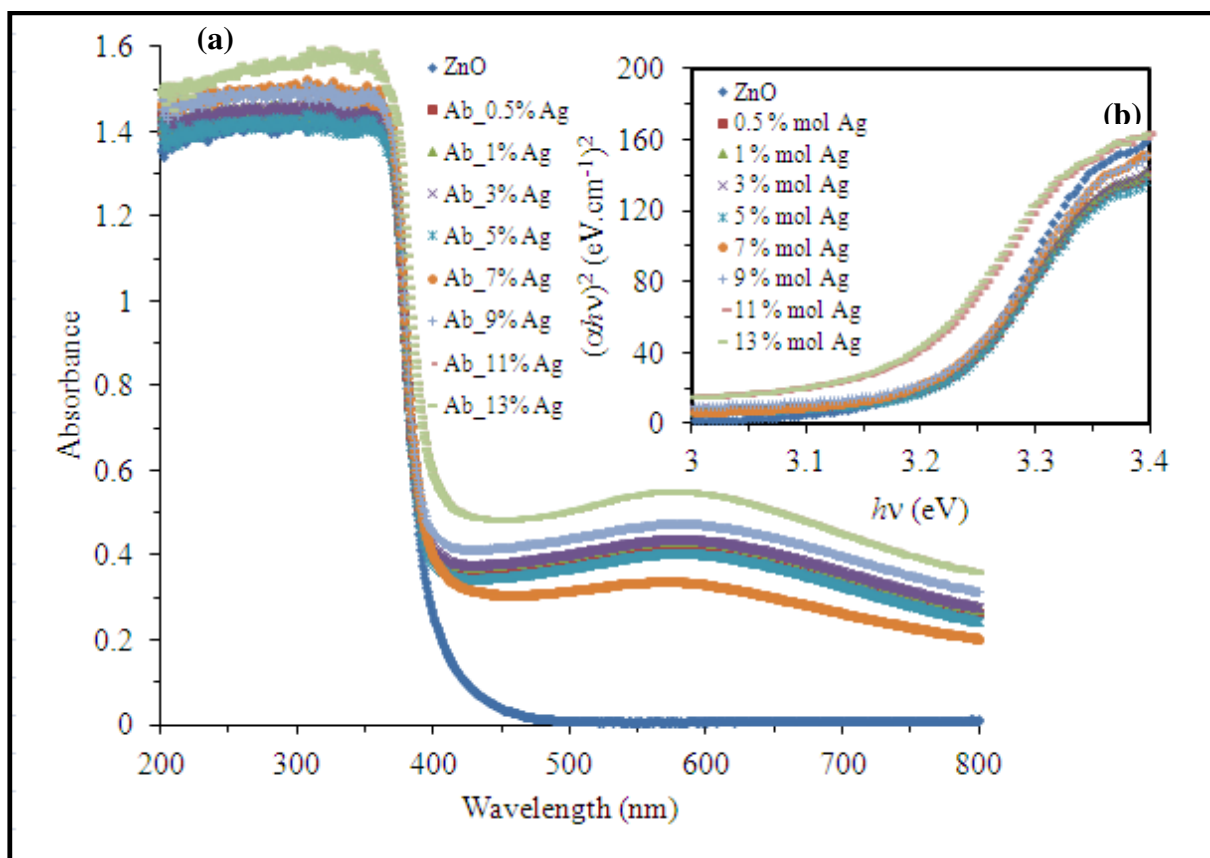 (a)
1.6
1.4
1.2
1
0.8
0.6
0.4
0.2
0
Absorbance
200
300
400
500
600
700
800
Wavelength (nm)
ZnO
Ab_0.5% Ag
Ab_1% Ag
Ab_3% Ag
Ab_5% Ag
Ab_7% Ag
Ab_9% Ag
Ab_11% Ag
Ab_13% Ag
(b)
200
160
120
80
40
0
(αhν)² (eV.cm⁻¹)²
ZnO
0.5 % mol Ag
1 % mol Ag
3 % mol Ag
5 % mol Ag
7 % mol Ag
9 % mol Ag
11 % mol Ag
13 % mol Ag
3
3.1
3.2
3.3
3.4
hν (eV)